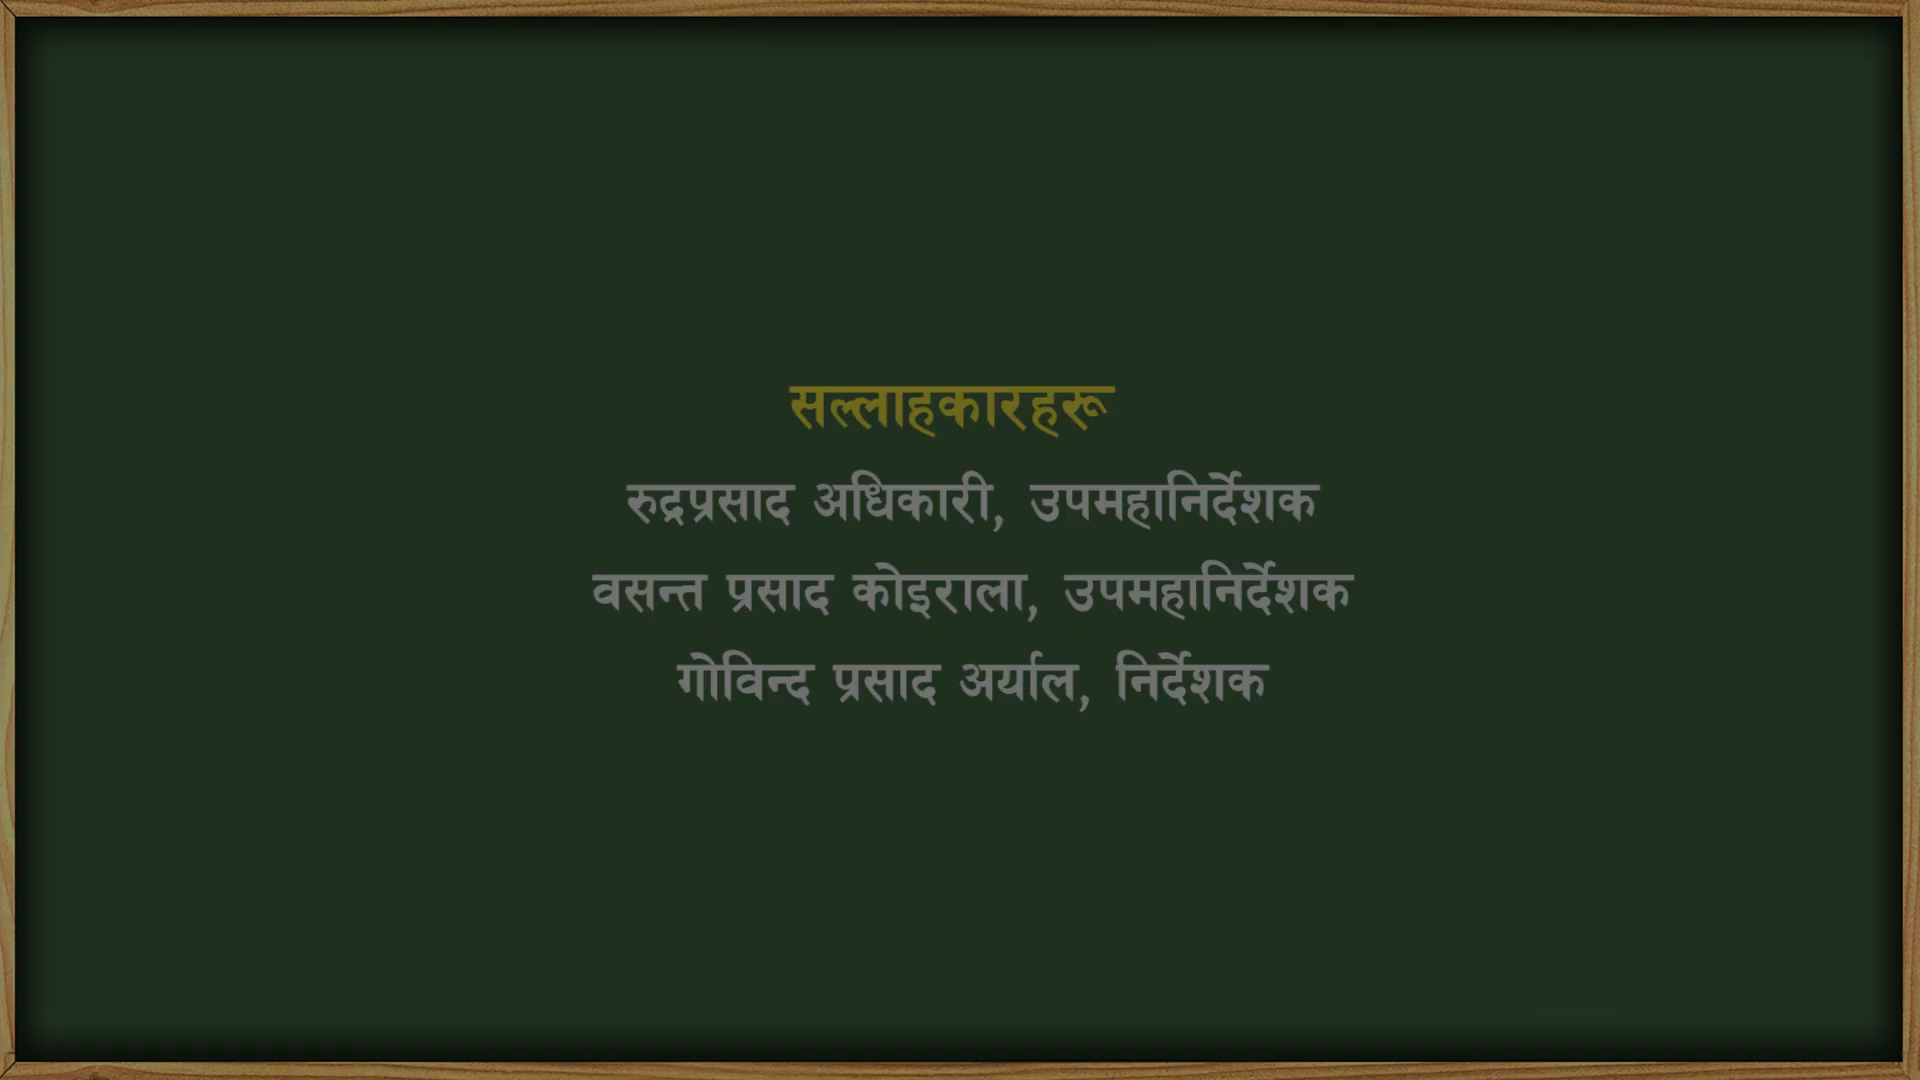 सल्लाहकारहरू
रुद्रप्रसाद अधिकारी, उपमहानिर्देशक
वसन्त प्रसाद कोइराला, उपमहानिर्देशक
गोविन्द प्रसाद अर्याल, निर्देशक